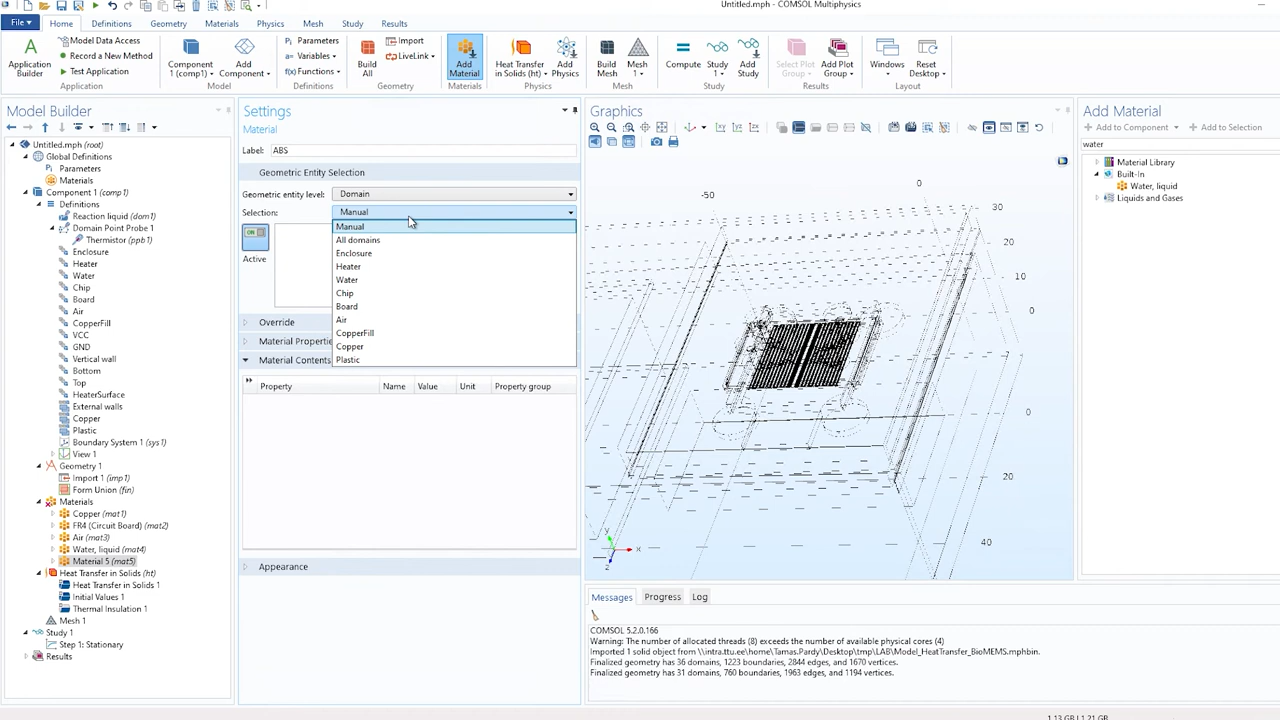 Untitled.mph - COMSOL Multiphysics
File Home Definitions Geometry Materials Physics Mesh Study Results
Application Builder
Model Data Access
Record a New Method
Test Application
Application
Component 1 (comp1)
Add Component
Model
Parameters
Variables
f(x) Functions
Definitions
Build All
Import
LiveLink
Geometry
Add Material
Materials
Heat Transfer in Solids (ht)
Add Physics
Physics
Build Mesh
Mesh 1
Mesh
Compute
Study 1
Add Study
Study
Select Plot Group
Add Plot Group
Results
Windows
Reset Desktop
Layout
Model Builder
Untitled.mph (root)
Global Definitions
Parameters
Materials
Component 1 (comp1)
Definitions
Reaction liquid (dom1)
Domain Point Probe 1
Thermistor (ppb1)
Enclosure
Heater
Water
Chip
Board
Air
CopperFill
VCC
GND
Vertical wall
Bottom
Top
HeaterSurface
External walls
Copper
Plastic
Boundary System 1 (sys1)
View 1
Geometry 1
Import 1 (imp1)
Form Union (fin)
Materials
Copper (mat1)
FR4 (Circuit Board) (mat2)
Air (mat3)
Water, liquid (mat4)
Material 5 (mat5)
Heat Transfer in Solids (ht)
Heat Transfer in Solids 1
Initial Values 1
Thermal Insulation 1
Mesh 1
Study 1
Step 1: Stationary
Results
Settings
Material
Label: ABS
Geometric Entity Selection
Geometric entity level: Domain
Selection: Manual
ON
Active
Manual
All domains
Enclosure
Heater
Water
Chip
Board
Air
CopperFill
Copper
Plastic
Override
Material Propertie
Material Contents
Property Name Value Unit Property group
Appearance
Graphics
-50
0
30
20
10
0
0
20
40
y
x
z
Messages Progress Log
COMSOL 5.2.0.166
Warning: The number of allocated threads (8) exceeds the number of available physical cores (4)
Imported 1 solid object from \\intra.ttu.ee\home\Tamas.Pardy\Desktop\tmp\LAB\Model_HeatTransfer_BioMEMS.mphbin.
Finalized geometry has 36 domains, 1223 boundaries, 2844 edges, and 1670 vertices.
Finalized geometry has 31 domains, 760 boundaries, 1963 edges, and 1194 vertices.
Add Material
Add to Component
Add to Selection
water
Material Library
Built-In
Water, liquid
Liquids and Gases
1.13 GB | 1.21 GB